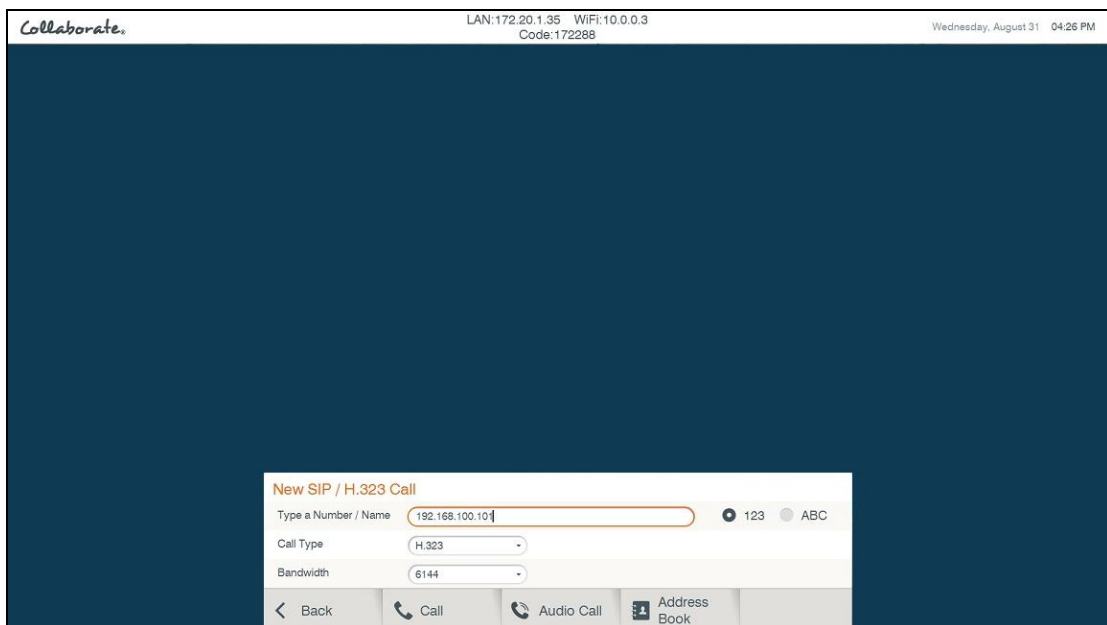 Collaborate®
LAN:172.20.1.35 WiFi:10.0.0.3
Code:172288
Wednesday, August 31 04:26 PM
New SIP / H.323 Call
Type a Number / Name 192.168.100.101 123 ABC
Call Type H.323
Bandwidth 6144
Back Call Audio Call Address
Book